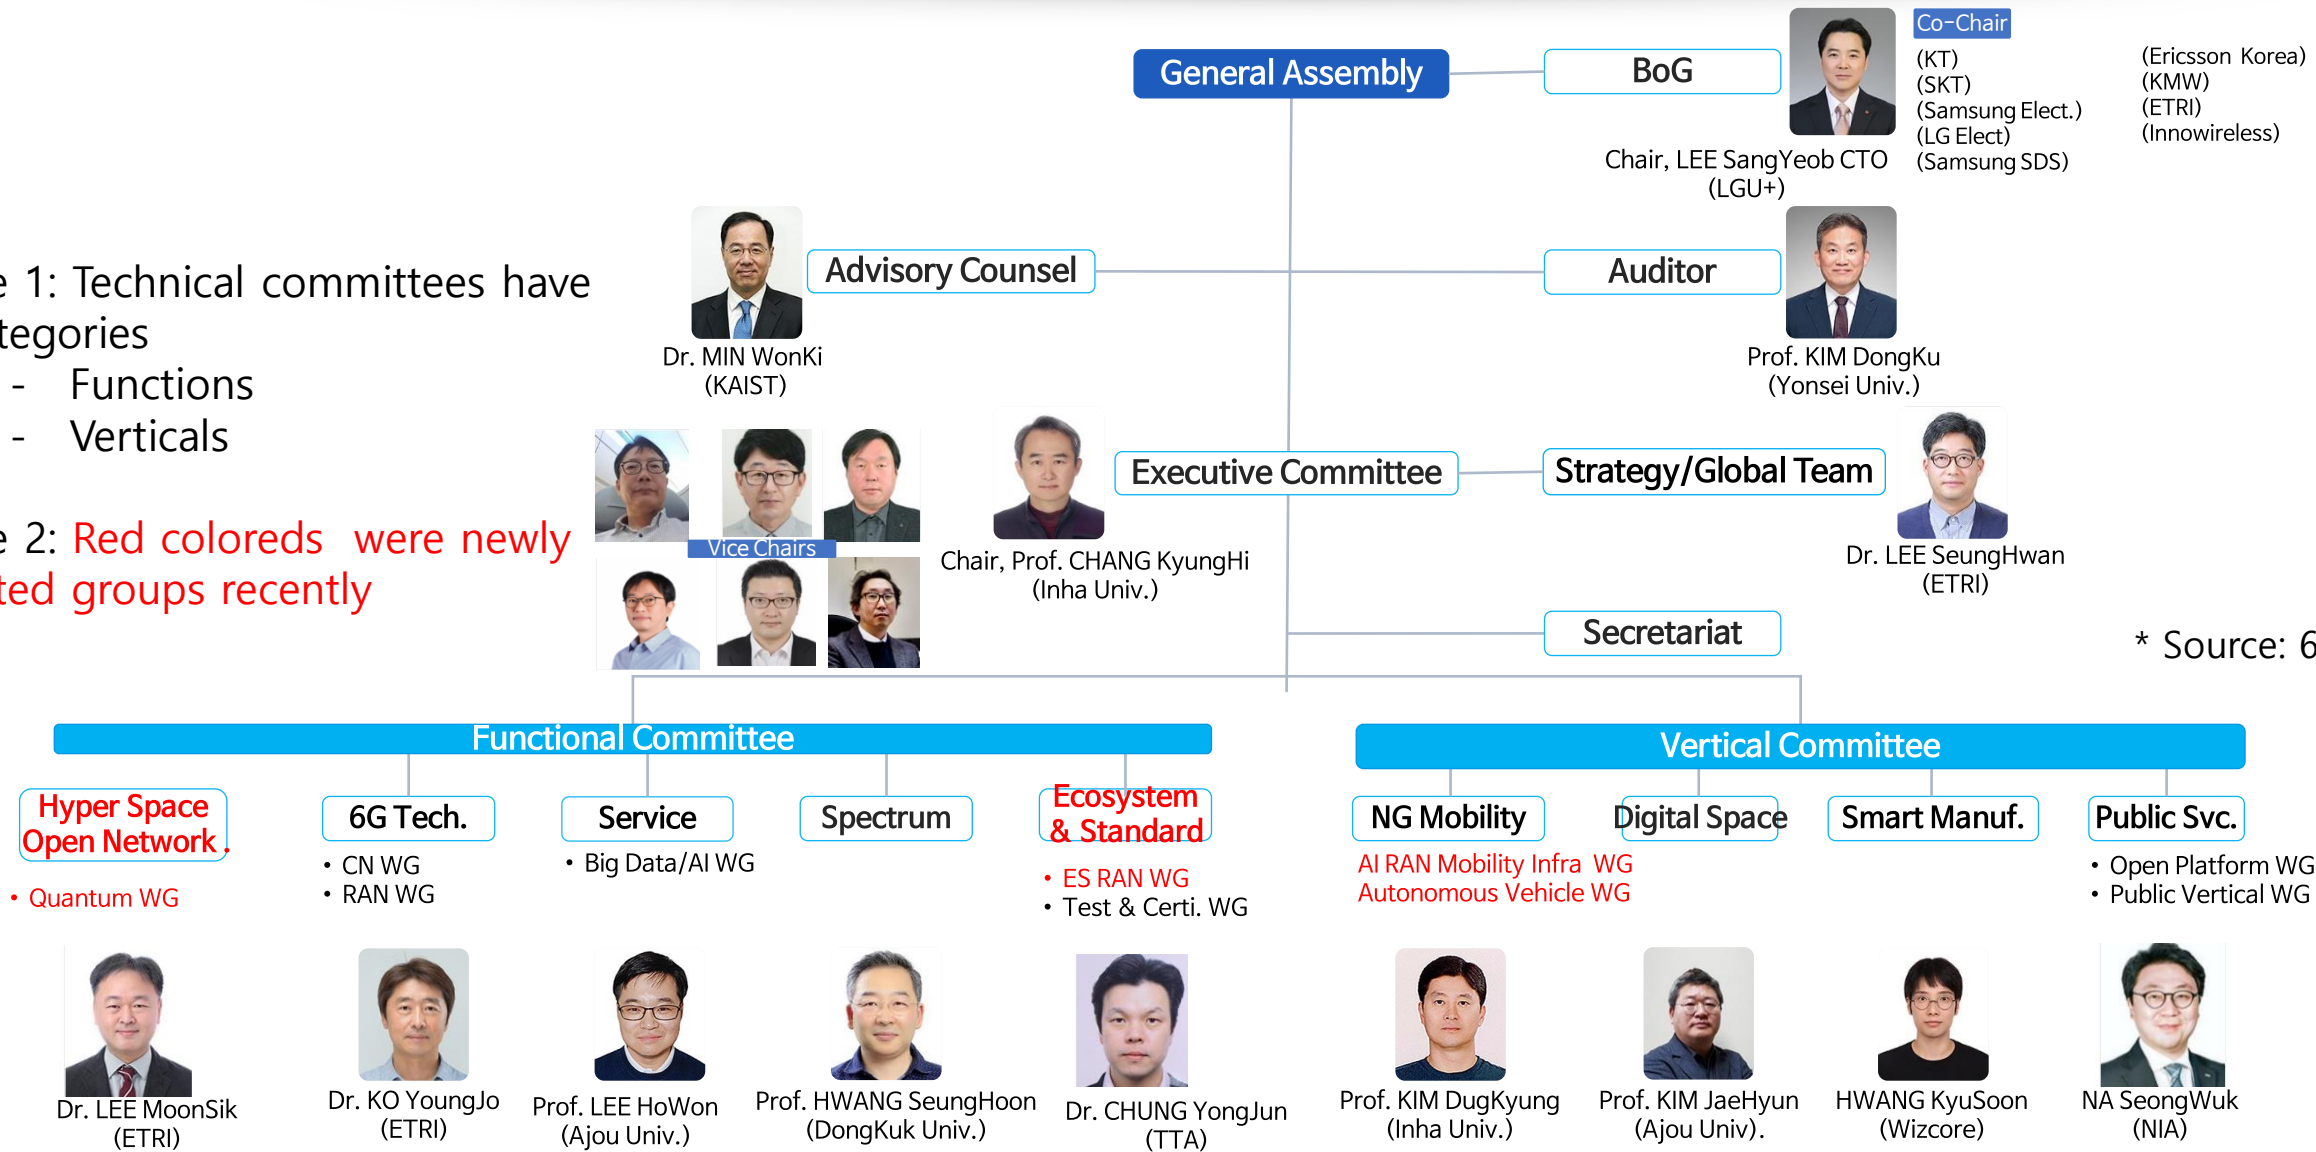 Co-Chair
General Assembly
BoG
(KT)
(SKT)
(Samsung Elect.)
(LG Elect)
(Samsung SDS)
(Ericsson Korea)
(KMW)
(ETRI)
(Innowireless)
Chair, LEE SangYeob CTO
(LGU+)
Advisory Counsel
Auditor
Dr. MIN WonKi
(KAIST)
Prof. KIM DongKu
(Yonsei Univ.)
e 1: Technical committees have
tegories
- Functions
- Verticals
e 2: Red coloreds were newly
ted groups recently
Vice Chairs
Executive Committee
Chair, Prof. CHANG KyungHi
(Inha Univ.)
Strategy/Global Team
Dr. LEE SeungHwan
(ETRI)
Secretariat
* Source: 6
Functional Committee
Vertical Committee
Hyper Space
Open Network .
• Quantum WG
6G Tech.
• CN WG
• RAN WG
Service
• Big Data/AI WG
Spectrum
Ecosystem
& Standard
• ES RAN WG
• Test & Certi. WG
NG Mobility
AI RAN Mobility Infra WG
Autonomous Vehicle WG
Digital Space
Smart Manuf.
Public Svc.
• Open Platform WG
• Public Vertical WG
Dr. LEE MoonSik
(ETRI)
Dr. KO YoungJo
(ETRI)
Prof. LEE HoWon
(Ajou Univ.)
Prof. HWANG SeungHoon
(DongKuk Univ.)
Dr. CHUNG YongJun
(TTA)
Prof. KIM DugKyung
(Inha Univ.)
Prof. KIM JaeHyun
(Ajou Univ).
HWANG KyuSoon
(Wizcore)
NA SeongWuk
(NIA)